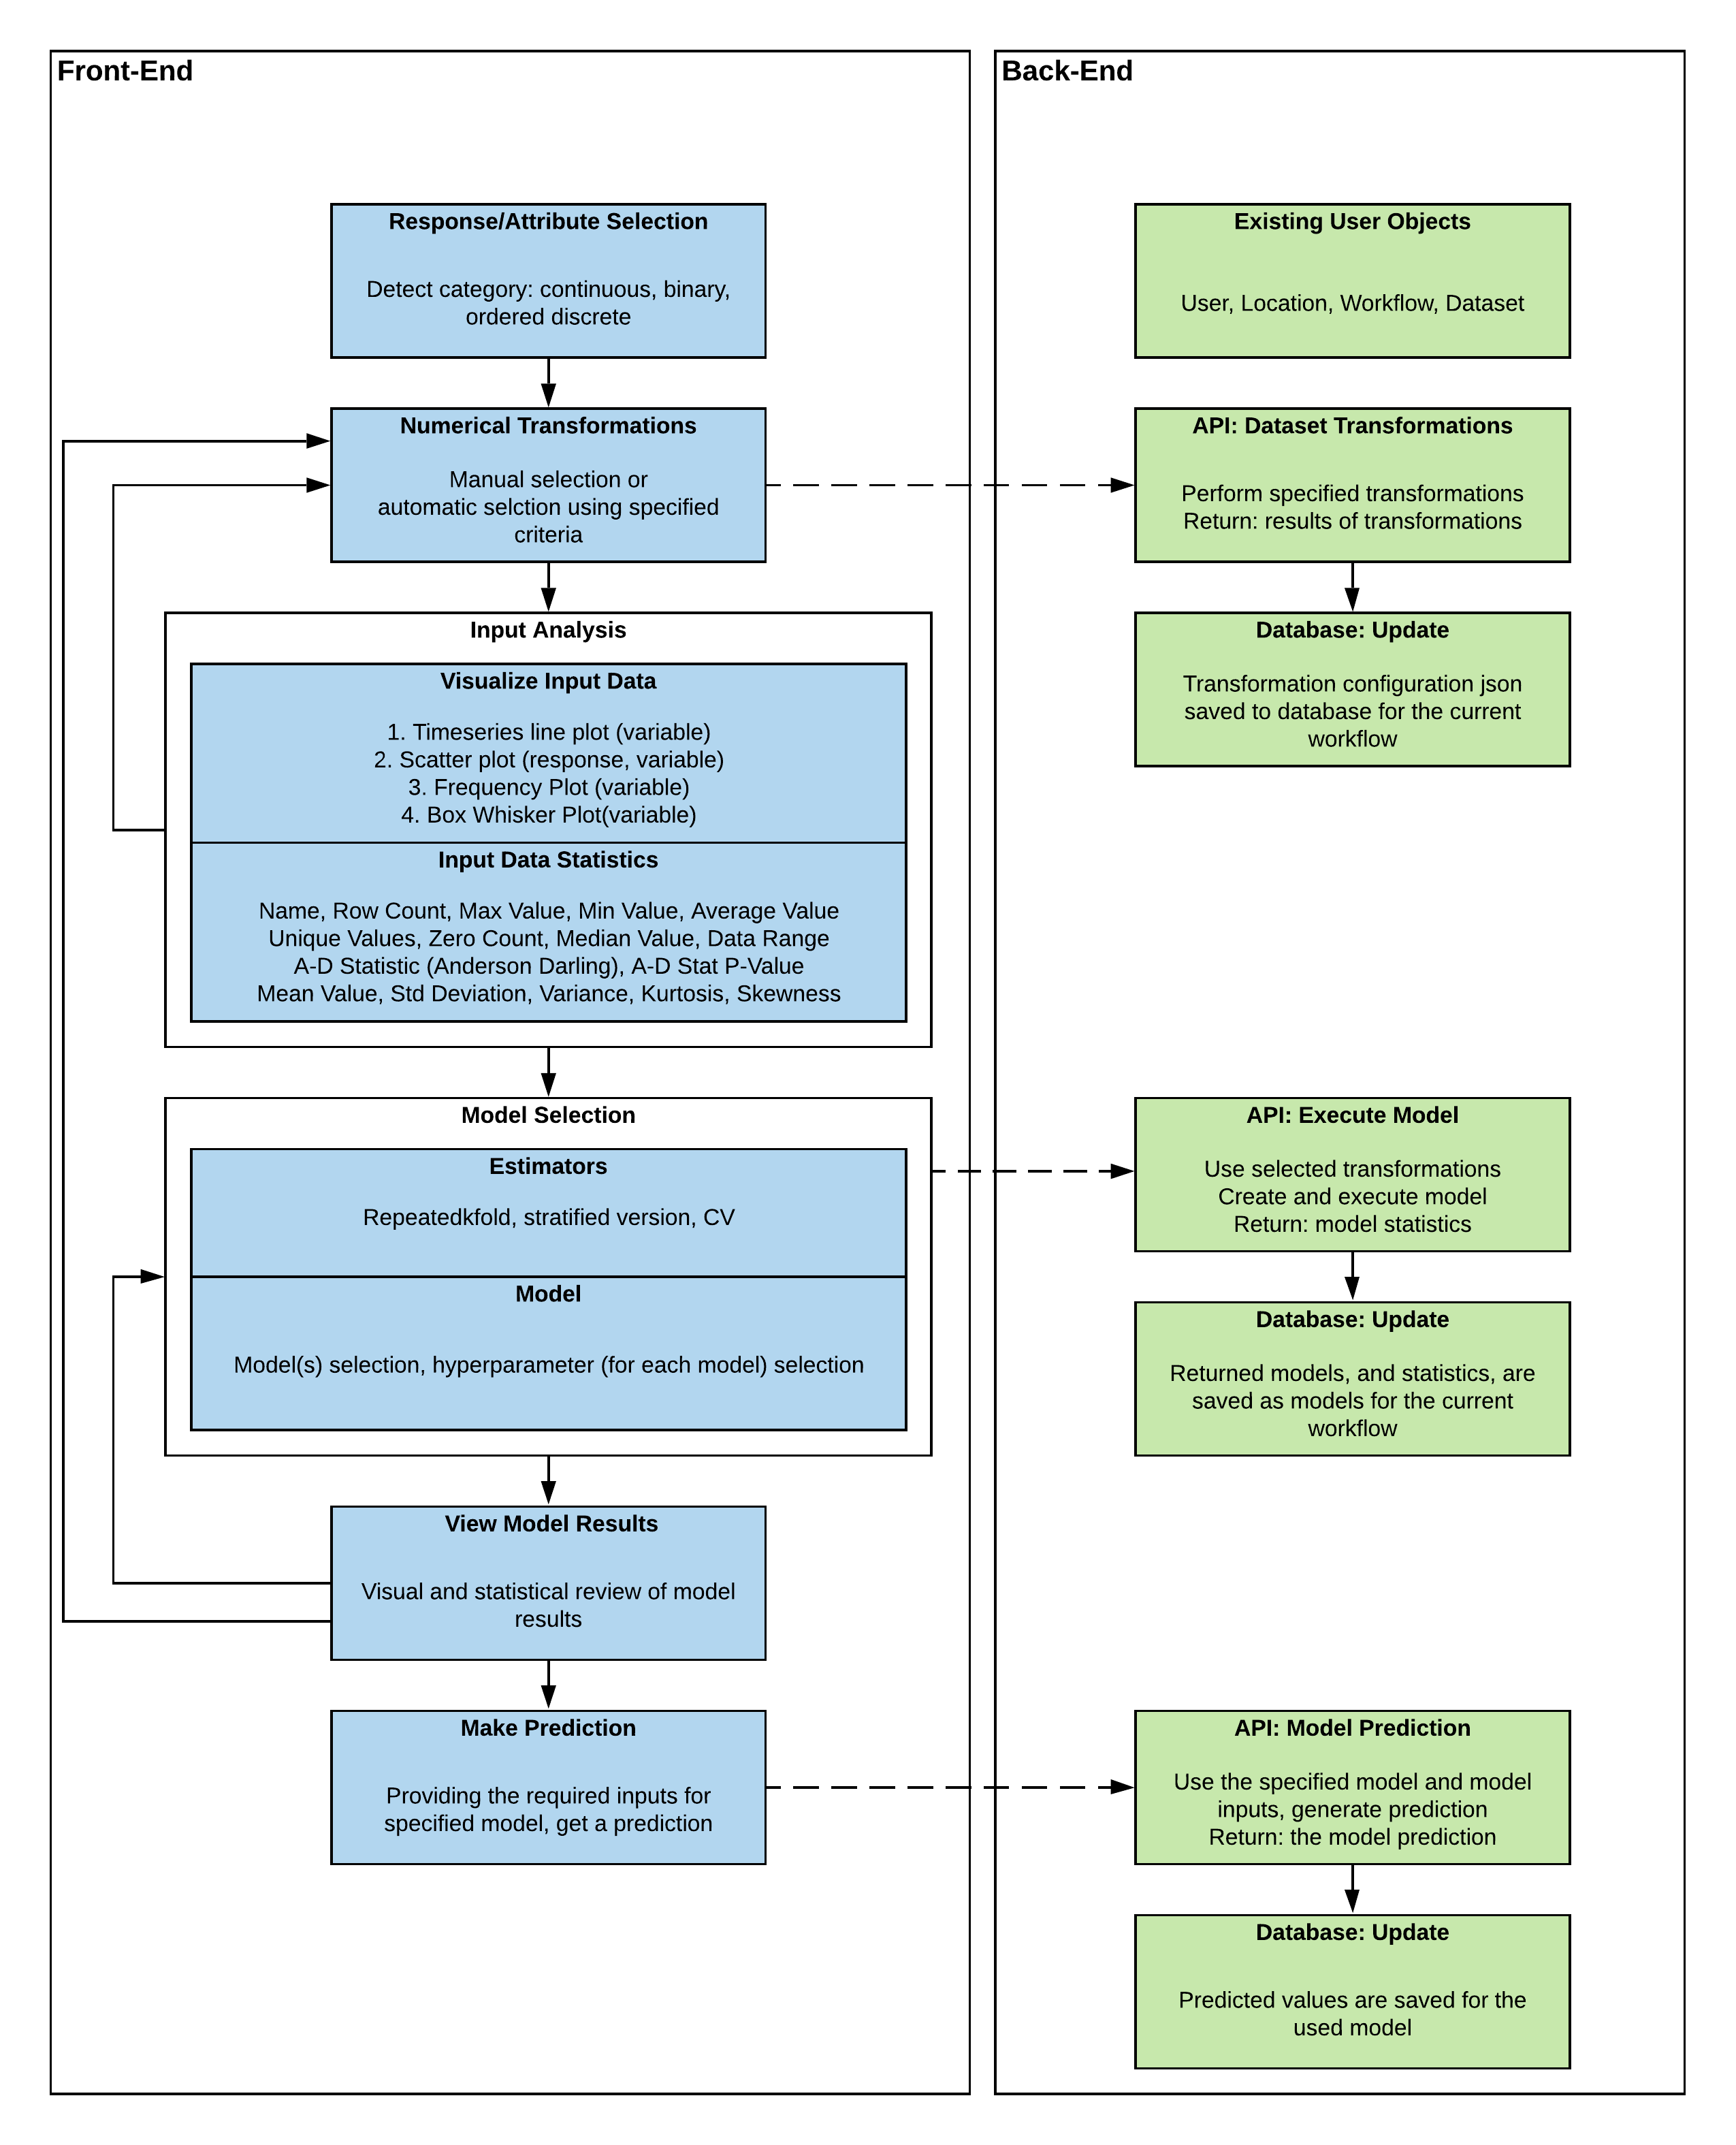 Front-End
Response/Attribute Selection
Detect category: continuous, binary,
ordered discrete
Numerical Transformations
Manual selection or
automatic selction using specified
criteria
Input Analysis
Visualize Input Data
1. Timeseries line plot (variable)
2. Scatter plot (response, variable)
3. Frequency Plot (variable)
4. Box Whisker Plot(variable)
Input Data Statistics
Name, Row Count, Max Value, Min Value, Average Value
Unique Values, Zero Count, Median Value, Data Range
A-D Statistic (Anderson Darling), A-D Stat P-Value
Mean Value, Std Deviation, Variance, Kurtosis, Skewness
Model Selection
Estimators
Repeatedkfold, stratified version, CV
Model
Model(s) selection, hyperparameter (for each model) selection
View Model Results
Visual and statistical review of model
results
Make Prediction
Providing the required inputs for
specified model, get a prediction
Back-End
Existing User Objects
User, Location, Workflow, Dataset
API: Dataset Transformations
Perform specified transformations
Return: results of transformations
Database: Update
Transformation configuration json
saved to database for the current
workflow
API: Execute Model
Use selected transformations
Create and execute model
Return: model statistics
Database: Update
Returned models, and statistics, are
saved as models for the current
workflow
API: Model Prediction
Use the specified model and model
inputs, generate prediction
Return: the model prediction
Database: Update
Predicted values are saved for the
used model